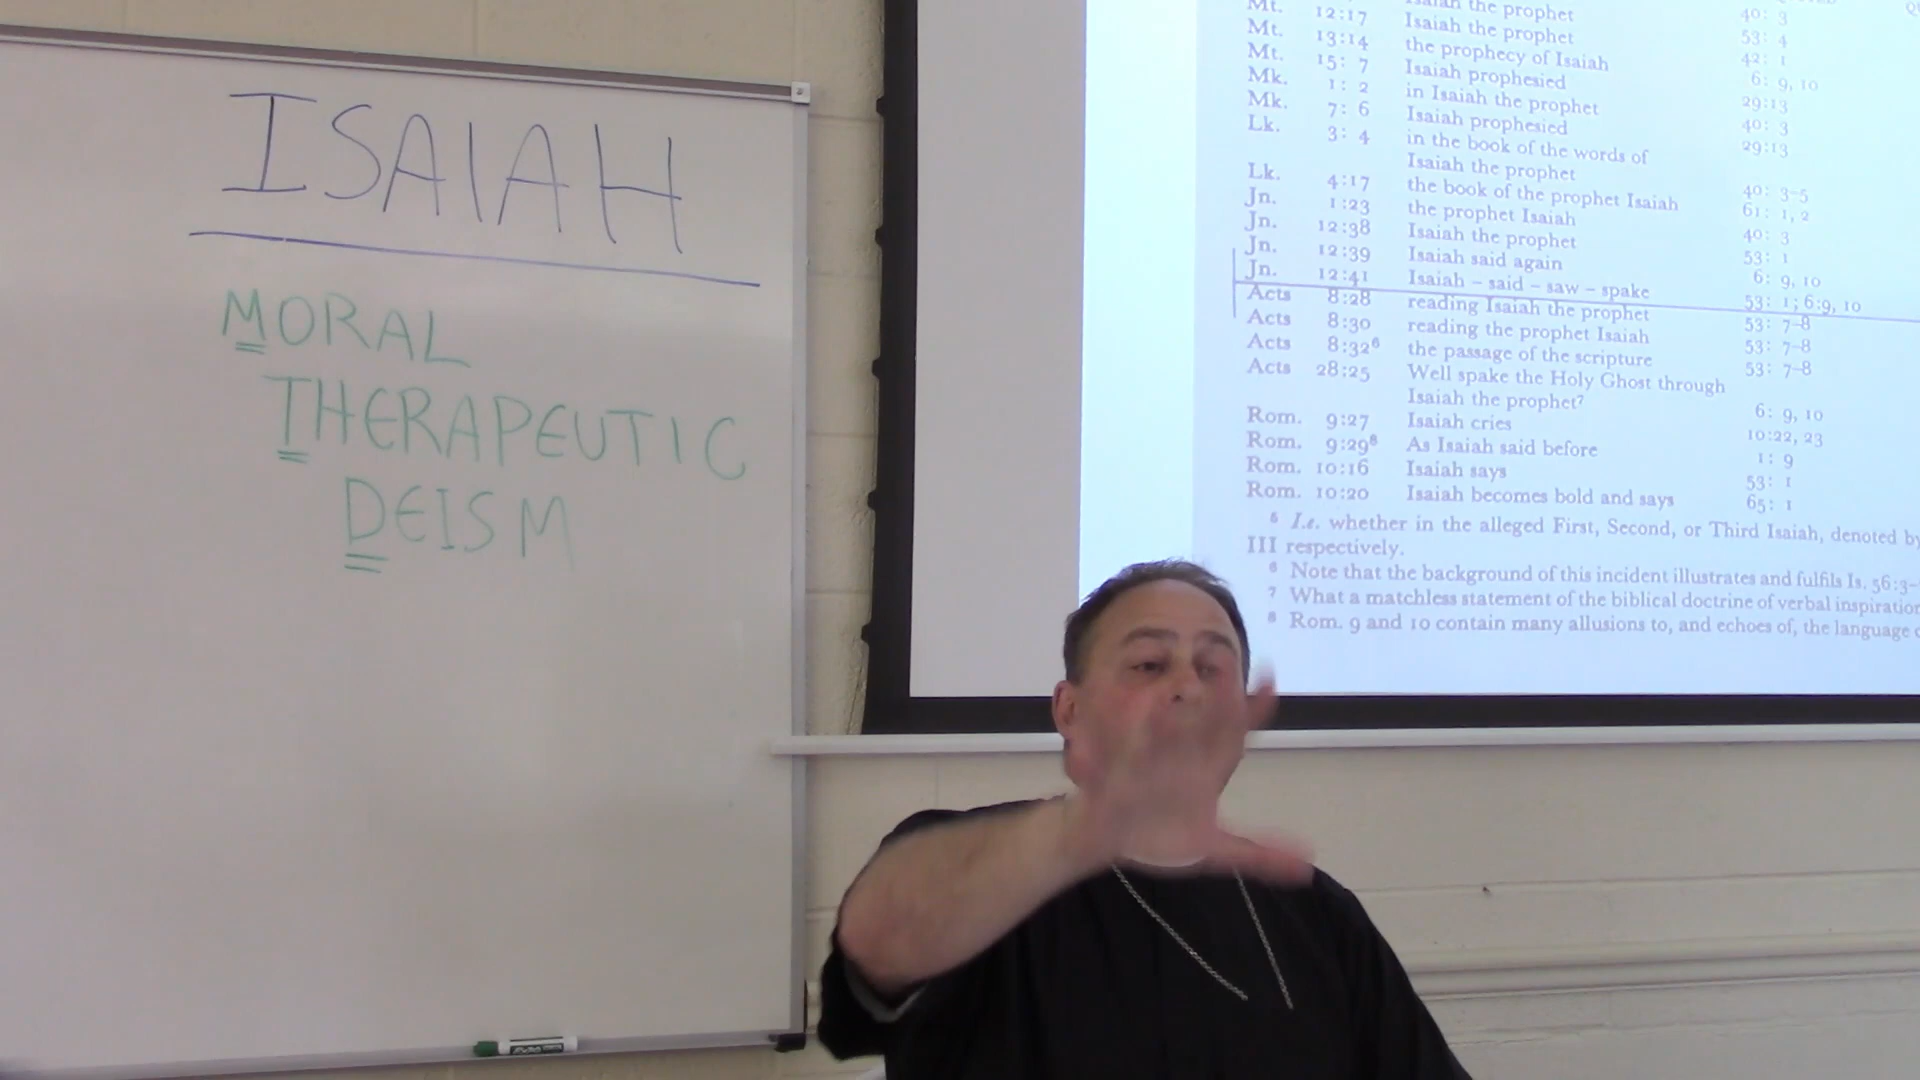 ISAIAH
MORAL
THERAPEUTIC
DEISM
40: 3
Isaiah the prophet 53: 4
Mt. 12:17 Isaiah the prophet 42: 1
Mt. 13:14 the prophecy of Isaiah 6: 9, 10
Mt. 15: 7 Isaiah prophesied 29:13
Mk. 1: 2 in Isaiah the prophet 40: 3
Mk. 7: 6 Isaiah prophesied 29:13
Lk. 3: 4 in the book of the words of
Isaiah the prophet 40: 3-5
Lk. 4:17 the book of the prophet Isaiah 61: 1, 2
Jn. 1:23 the prophet Isaiah 40: 3
Jn. 12:38 Isaiah the prophet 53: 1
Jn. 12:39 Isaiah said again 6: 9, 10
Jn. 12:41 Isaiah – said – saw – spake 53: 1; 6:9, 10
Acts 8:28 reading Isaiah the prophet 53: 7-8
Acts 8:30 reading the prophet Isaiah 53: 7-8
Acts 8:32⁶ the passage of the scripture 53: 7-8
Acts 28:25 Well spake the Holy Ghost through
Isaiah the prophet⁷ 6: 9, 10
Rom. 9:27 Isaiah cries 10:22, 23
Rom. 9:29⁸ As Isaiah said before 1: 9
Rom. 10:16 Isaiah says 53: 1
Rom. 10:20 Isaiah becomes bold and says 65: 1
⁵ I.e. whether in the alleged First, Second, or Third Isaiah, denoted by
III respectively.
⁶ Note that the background of this incident illustrates and fulfils Is. 56:3-
⁷ What a matchless statement of the biblical doctrine of verbal inspiration
⁸ Rom. 9 and 10 contain many allusions to, and echoes of, the language